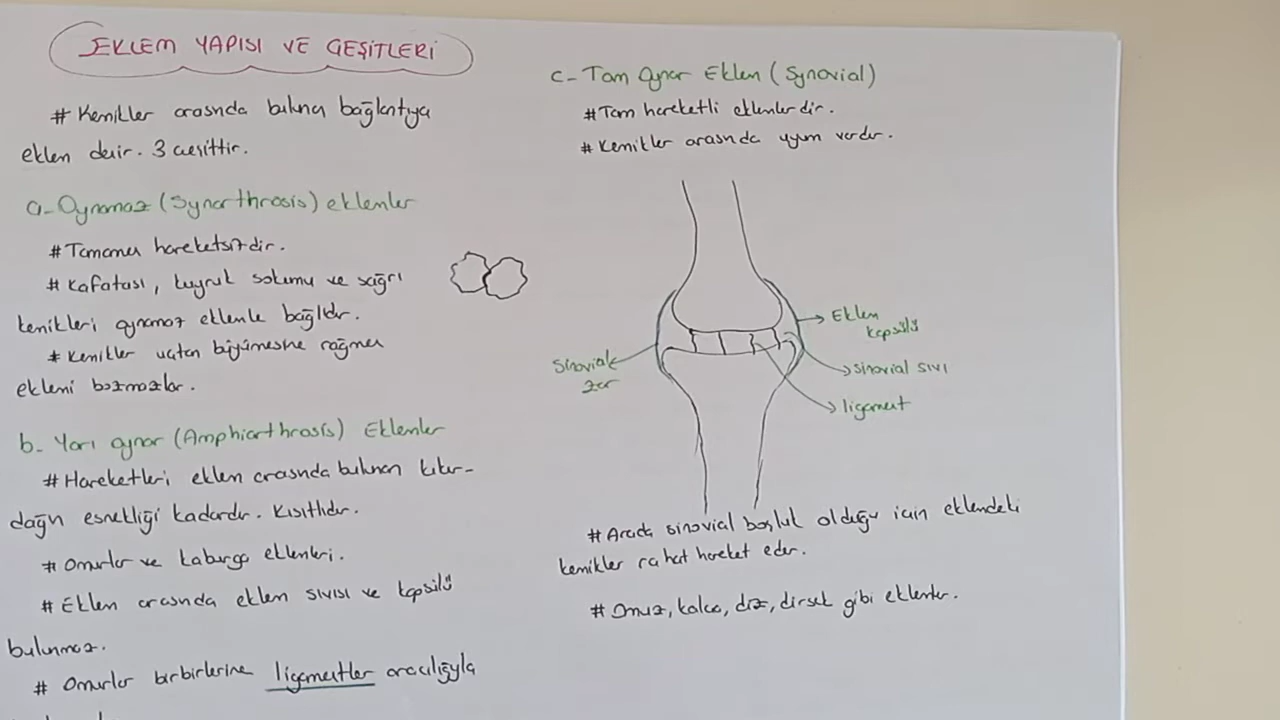 EKLEM YAPISI VE ÇEŞİTLERİ
# Kemikler arasında bulunan bağlantıya
eklem denir. 3 çeşittir.
a- Oynamaz (Synarthrosis) eklemler
# Tamamen hareketsizdir.
# Kafatası, kuyruk sokumu ve sağrı
kemikleri oynamaz eklemle bağlıdır.
# Kemikler uzun büyümesine rağmen
eklemi bozmazlar.
b- Yarı oynar (Amphiarthrosis) Eklemler
# Hareketleri eklem arasında bulunan kıkır-
dağın esnekliği kadardır. Kısıtlıdır.
# Omurlar ve kaburga eklemleri.
# Eklem arasında eklem sıvısı ve kapsülü
bulunmaz.
# Omurlar birbirlerine ligamentler aracılığıyla
c- Tam Oynar Eklem (Synovial)
# Tam hareketli eklemlerdir.
# Kemikler arasında uyum vardır.
Eklem
kapsülü
Sinovial
zar
sinovial sıvı
ligament
# Arada sinovial boşluk olduğu için eklemdeki
kemikler rahat hareket eder.
# Omuz, kalça, diz, dirsek gibi eklemler.